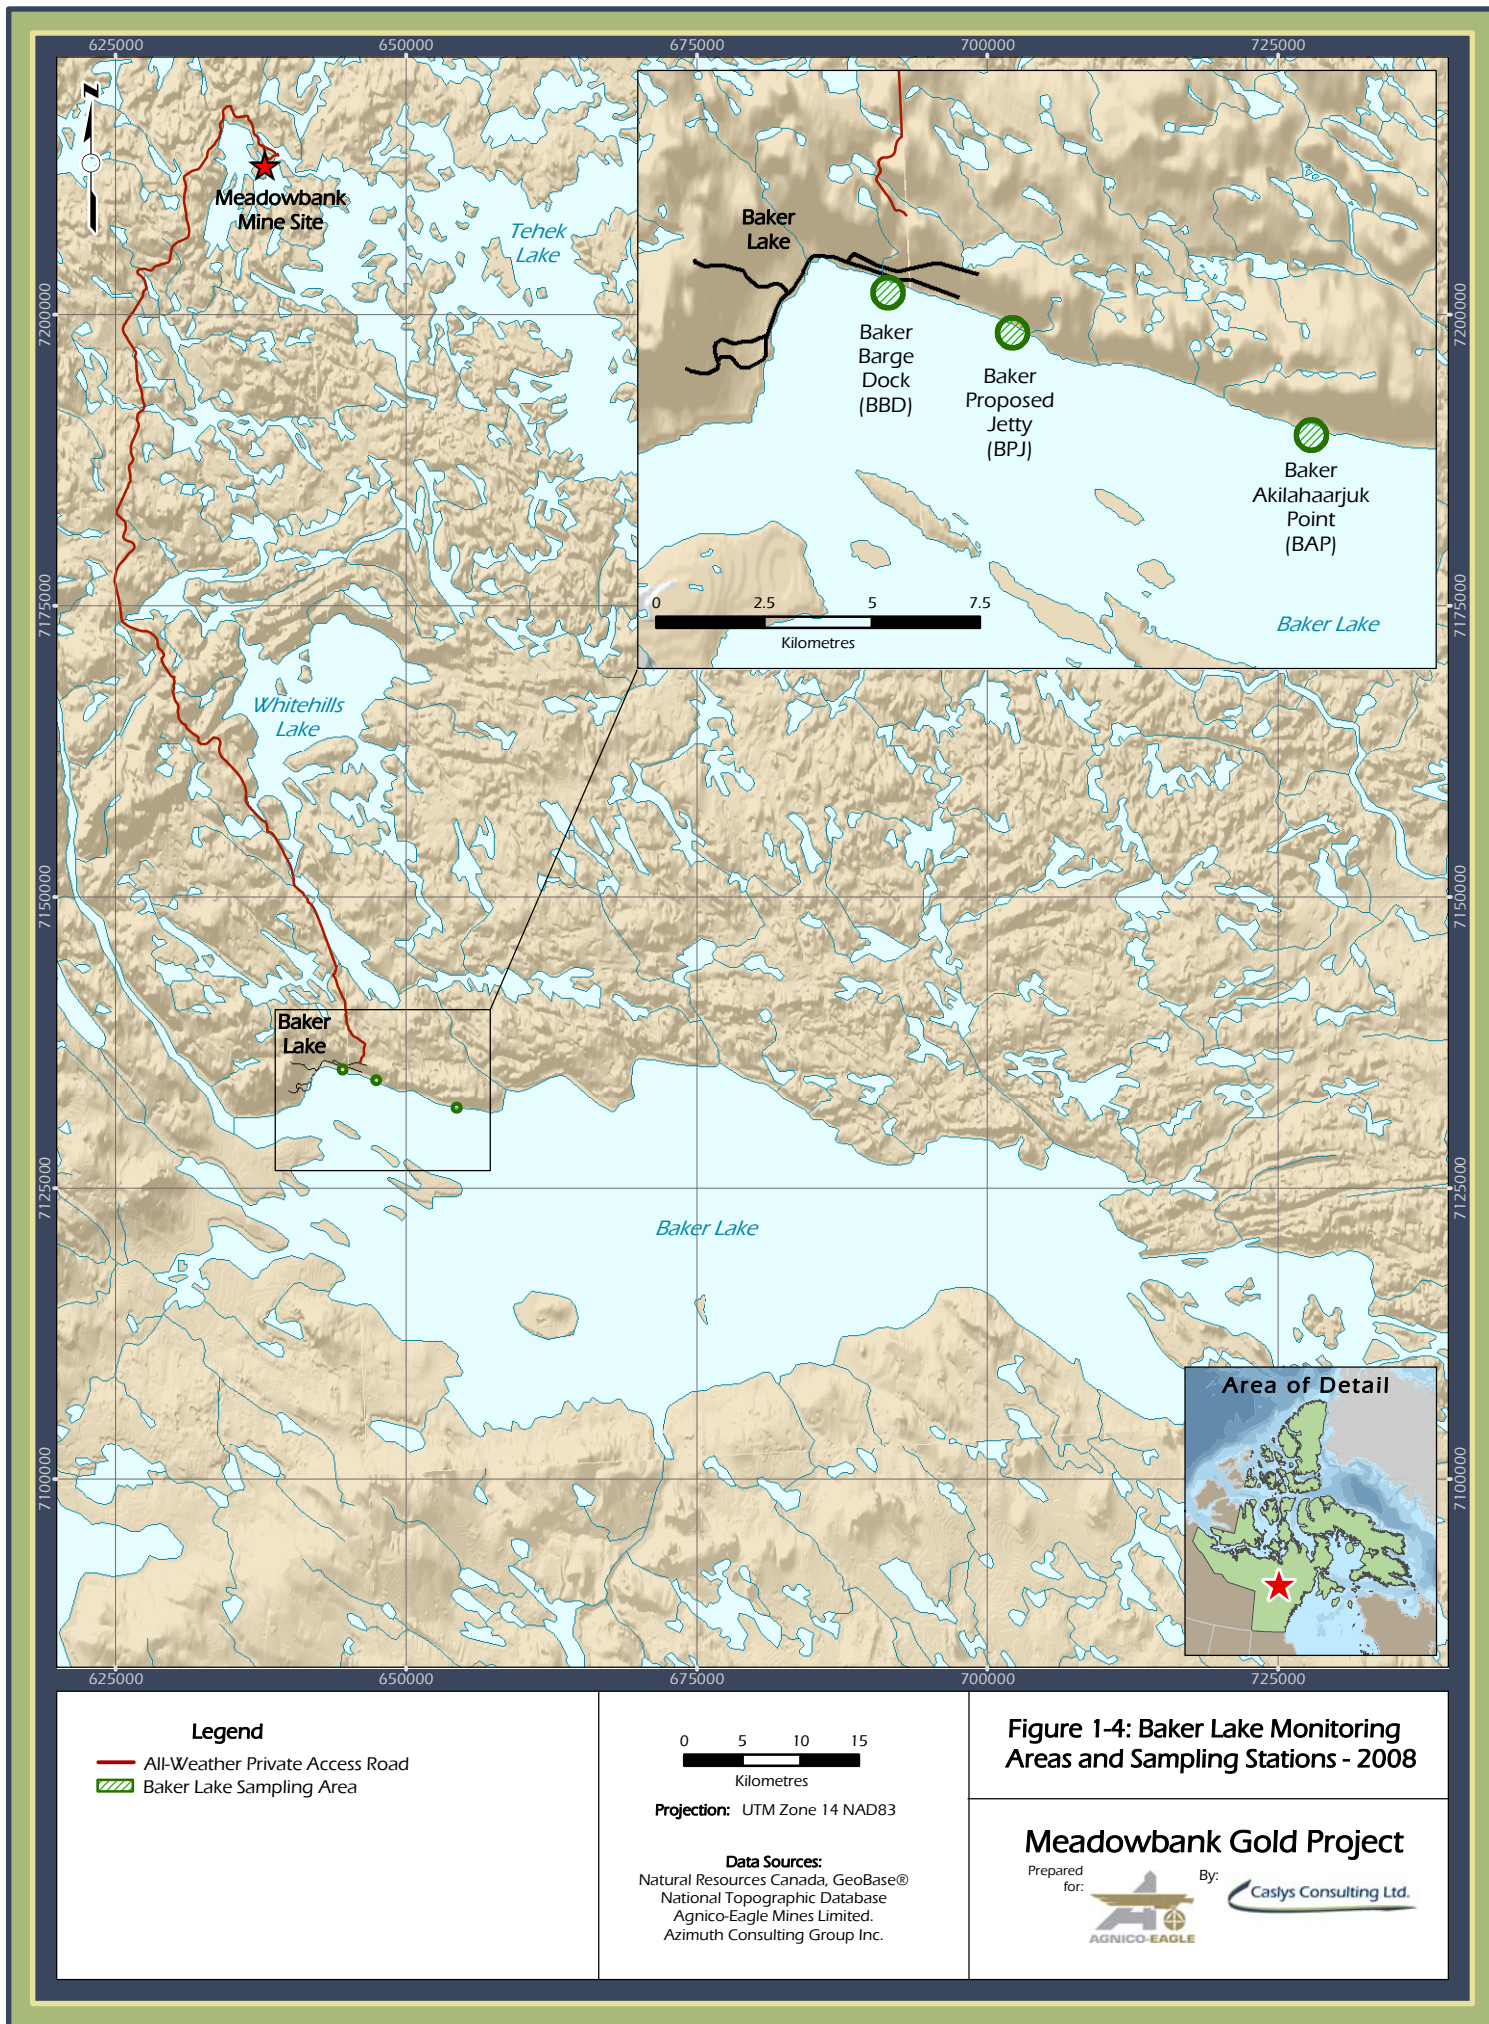 625000
650000
675000
700000
725000
N
Meadowbank
Mine Site
Tehek
Lake
Baker
Lake
Baker
Barge
Dock
(BBD)
Baker
Proposed
Jetty
(BPJ)
Baker
Akilahaarjuk
Point
(BAP)
0 2.5 5 7.5
Kilometres
Baker Lake
7200000
7200000
7175000
7175000
Whitehills
Lake
7150000
7150000
Baker
Lake
7125000
7125000
Baker Lake
Area of Detail
7100000
7100000
625000
650000
675000
700000
725000
Legend
All-Weather Private Access Road
Baker Lake Sampling Area
0 5 10 15
Kilometres
Projection: UTM Zone 14 NAD83
Data Sources:
Natural Resources Canada, GeoBase®
National Topographic Database
Agnico-Eagle Mines Limited.
Azimuth Consulting Group Inc.
Figure 1-4: Baker Lake Monitoring
Areas and Sampling Stations - 2008
Meadowbank Gold Project
Prepared
for:
AGNICO-EAGLE
By:
Caslys Consulting Ltd.